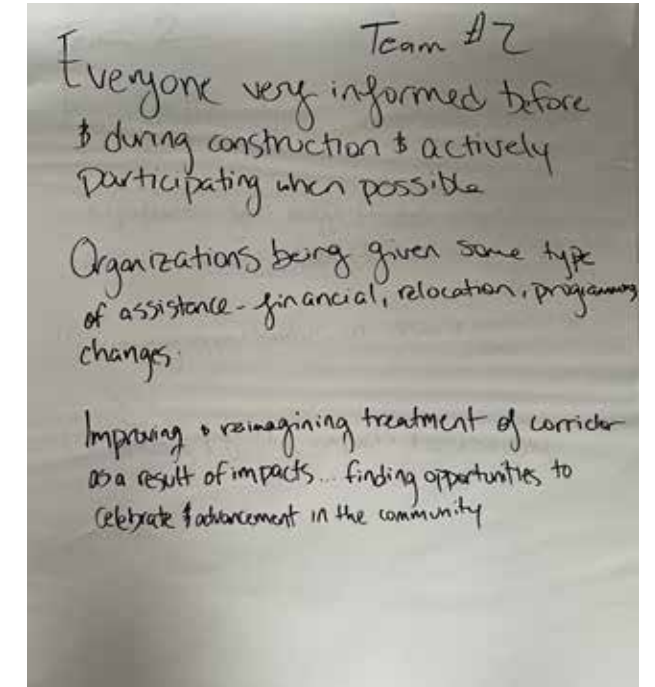 Team #2
Everyone very informed before
& during construction & actively
participating when possible
Organizations being given some type
of assistance - financial, relocation, programming
changes.
Improving & reimagining treatment of corridor
as a result of impacts... finding opportunities to
celebrate & advancement in the community